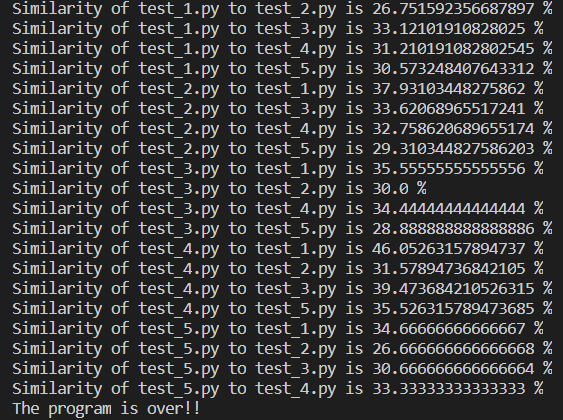 Similarity of test_1.py to test_2.py is 26.751592356687897 %
Similarity of test_1.py to test_3.py is 33.12101910828025 %
Similarity of test_1.py to test_4.py is 31.210191082802545 %
Similarity of test_1.py to test_5.py is 30.573248407643312 %
Similarity of test_2.py to test_1.py is 37.93103448275862 %
Similarity of test_2.py to test_3.py is 33.62068965517241 %
Similarity of test_2.py to test_4.py is 32.758620689655174 %
Similarity of test_2.py to test_5.py is 29.310344827586203 %
Similarity of test_3.py to test_1.py is 35.55555555555556 %
Similarity of test_3.py to test_2.py is 30.0 %
Similarity of test_3.py to test_4.py is 34.44444444444444 %
Similarity of test_3.py to test_5.py is 28.888888888888886 %
Similarity of test_4.py to test_1.py is 46.05263157894737 %
Similarity of test_4.py to test_2.py is 31.57894736842105 %
Similarity of test_4.py to test_3.py is 39.473684210526315 %
Similarity of test_4.py to test_5.py is 35.526315789473685 %
Similarity of test_5.py to test_1.py is 34.66666666666667 %
Similarity of test_5.py to test_2.py is 26.666666666666668 %
Similarity of test_5.py to test_3.py is 30.666666666666664 %
Similarity of test_5.py to test_4.py is 33.33333333333333 %
The program is over!!